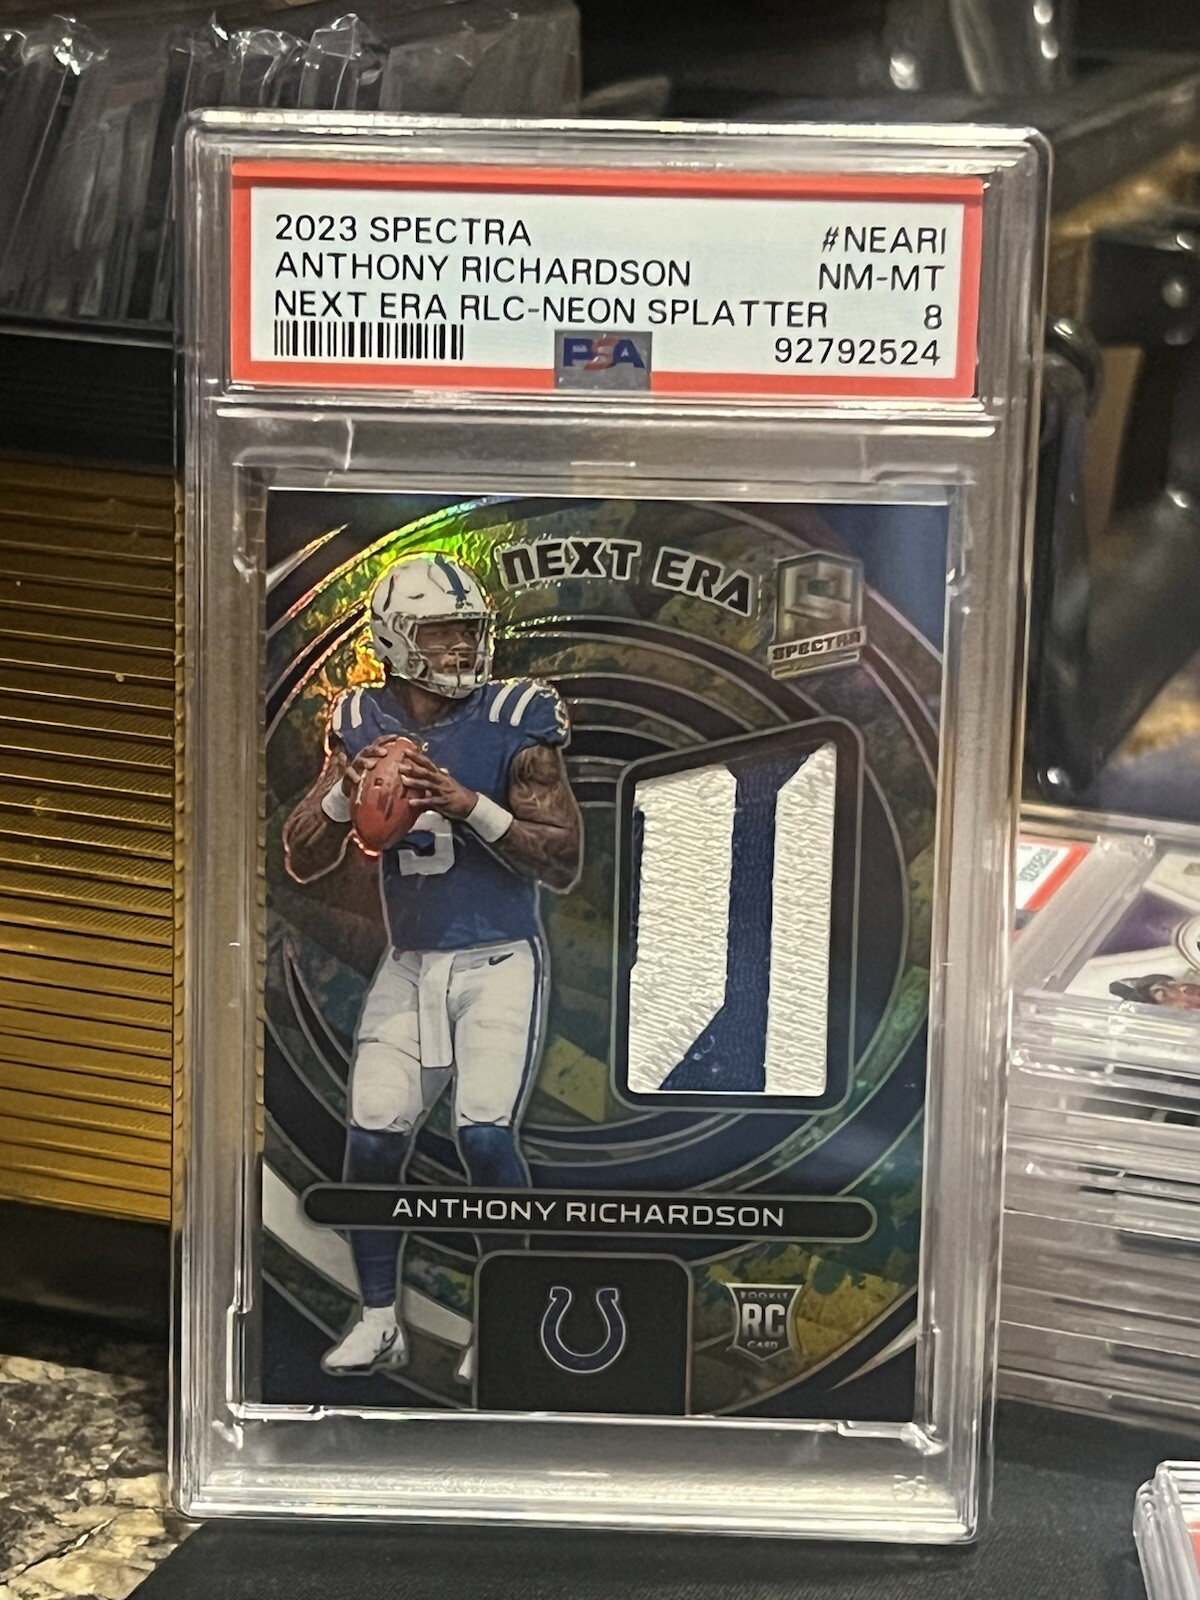 2023 SPECTRA #NEARI
ANTHONY RICHARDSON NM-MT
NEXT ERA RLC-NEON SPLATTER 8
PSA 92792524
NEXT ERA
SPECTRA
5
ANTHONY RICHARDSON
ROOKIE
RC
CARD